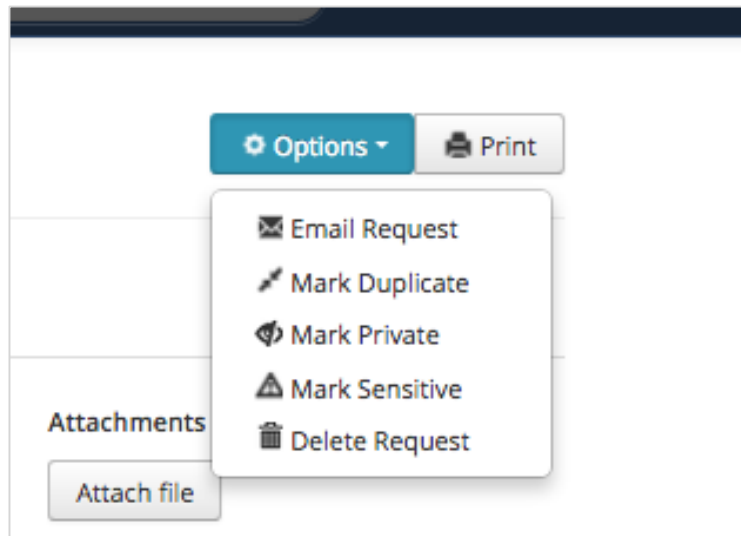 Options
Print
Email Request
Mark Duplicate
Mark Private
Mark Sensitive
Delete Request
Attachments
Attach file